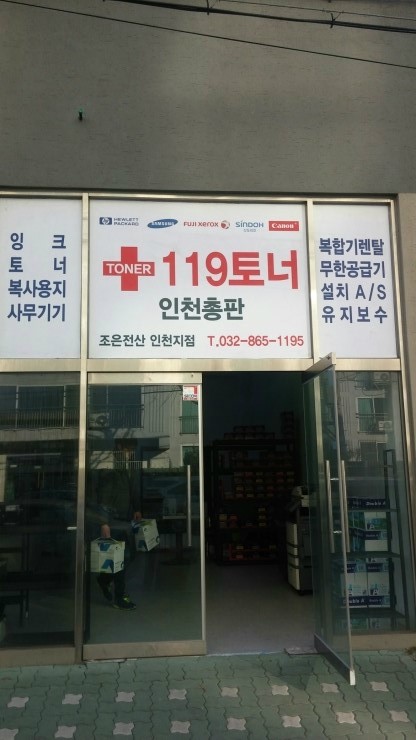 잉 크
토 너
복사용지
사무기기
HEWLETT PACKARD SAMSUNG FUJI XEROX SINDOH Canon
TONER 119토너
인천총판
조은전산 인천지점 T.032-865-1195
복합기렌탈
무한공급기
설치 A/S
유지보수
Double A